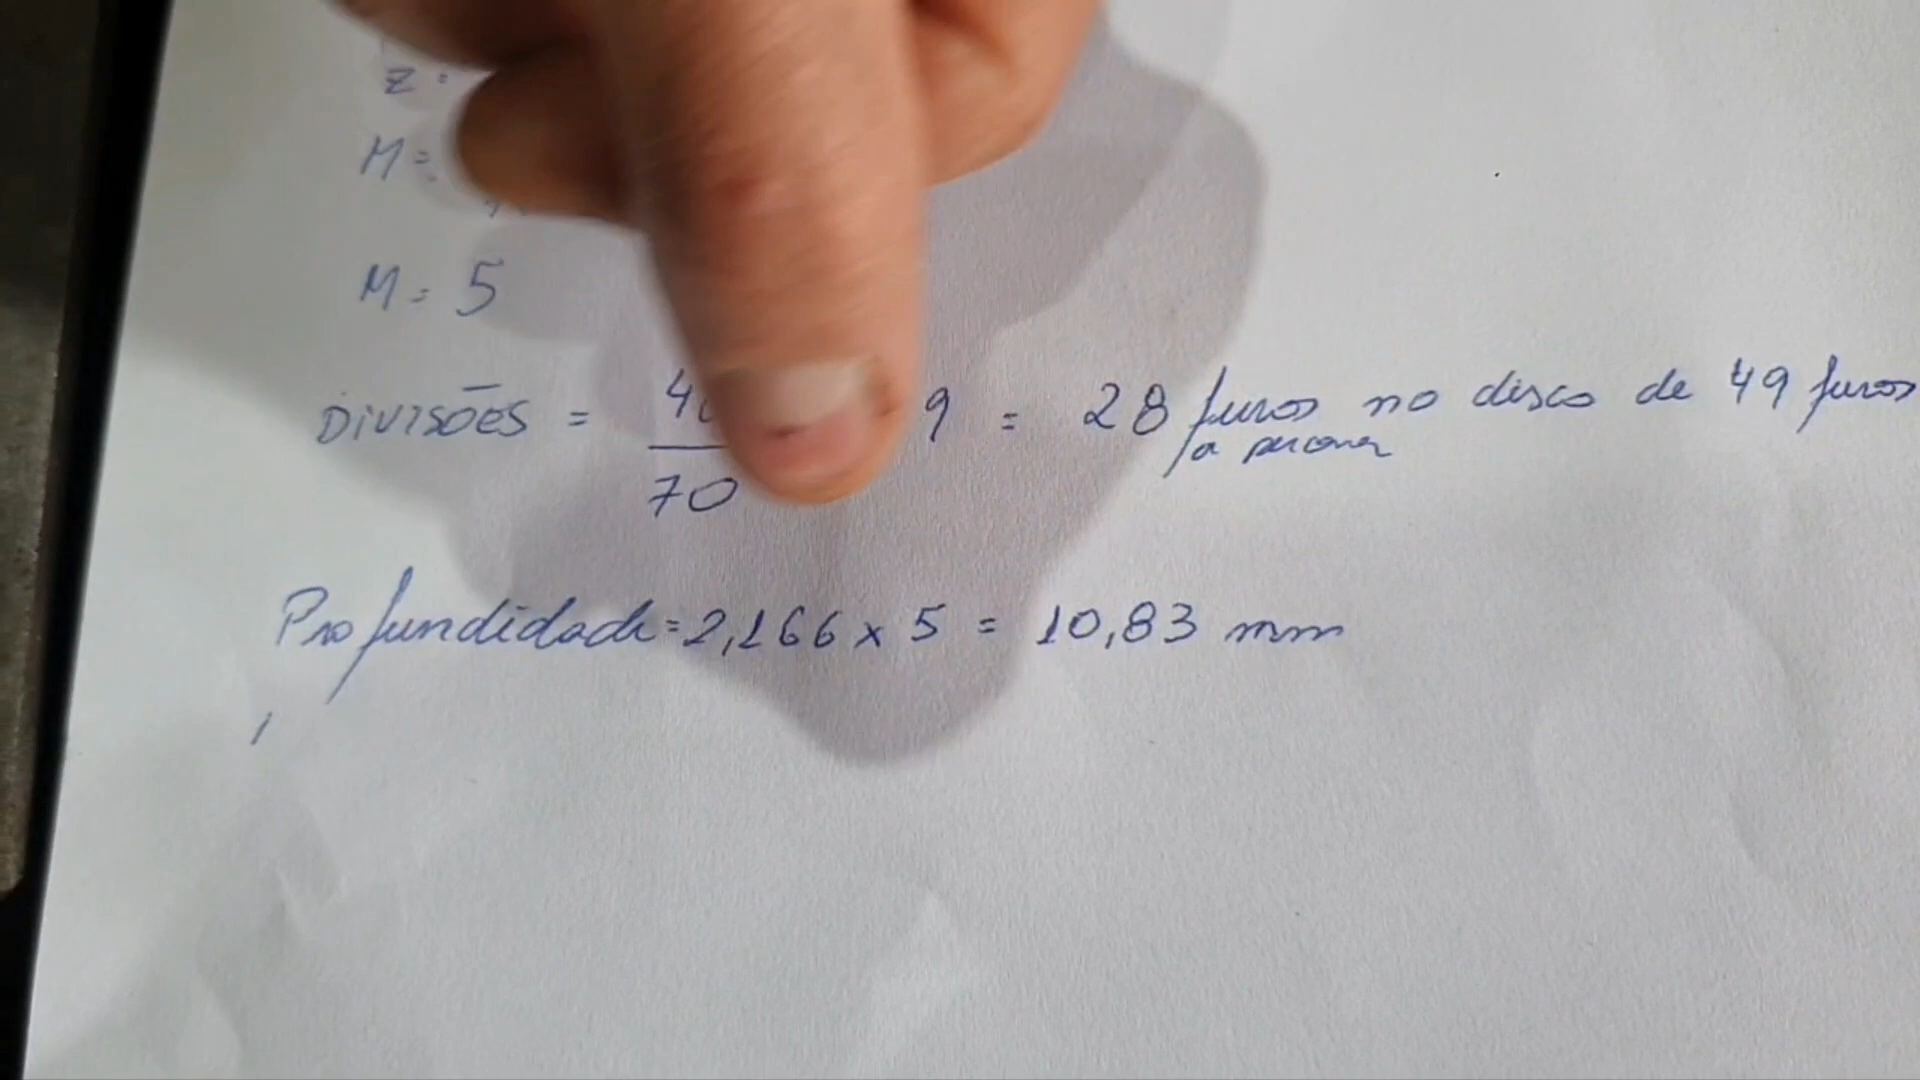 Z =
M =
M = 5
DIVISÕES = 40/70 9 = 28 furos no disco de 49 furos
a percorrer
Profundidade = 2,166 x 5 = 10,83 mm